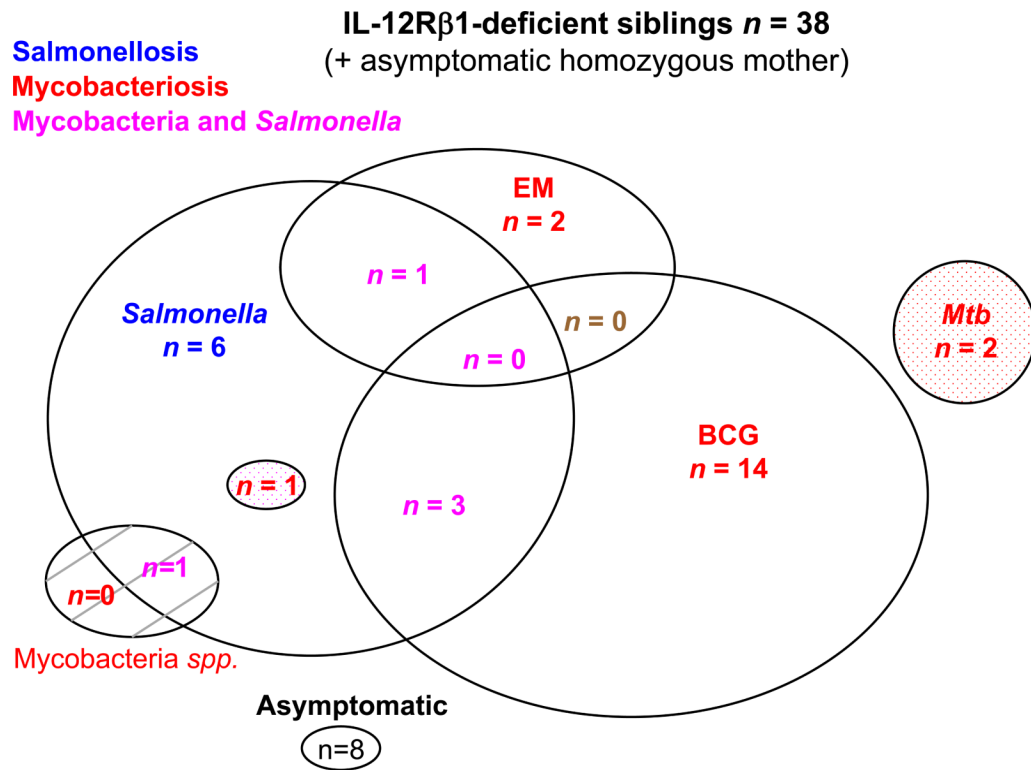 IL-12Rβ1-deficient siblings n = 38
(+ asymptomatic homozygous mother)
Salmonellosis
Mycobacteriosis
Mycobacteria and Salmonella
EM
n = 2
n = 1
Salmonella
n = 6
n = 0
n = 0
Mtb
n = 2
BCG
n = 14
n = 1
n = 3
n=1
n=0
Mycobacteria spp.
Asymptomatic
n=8